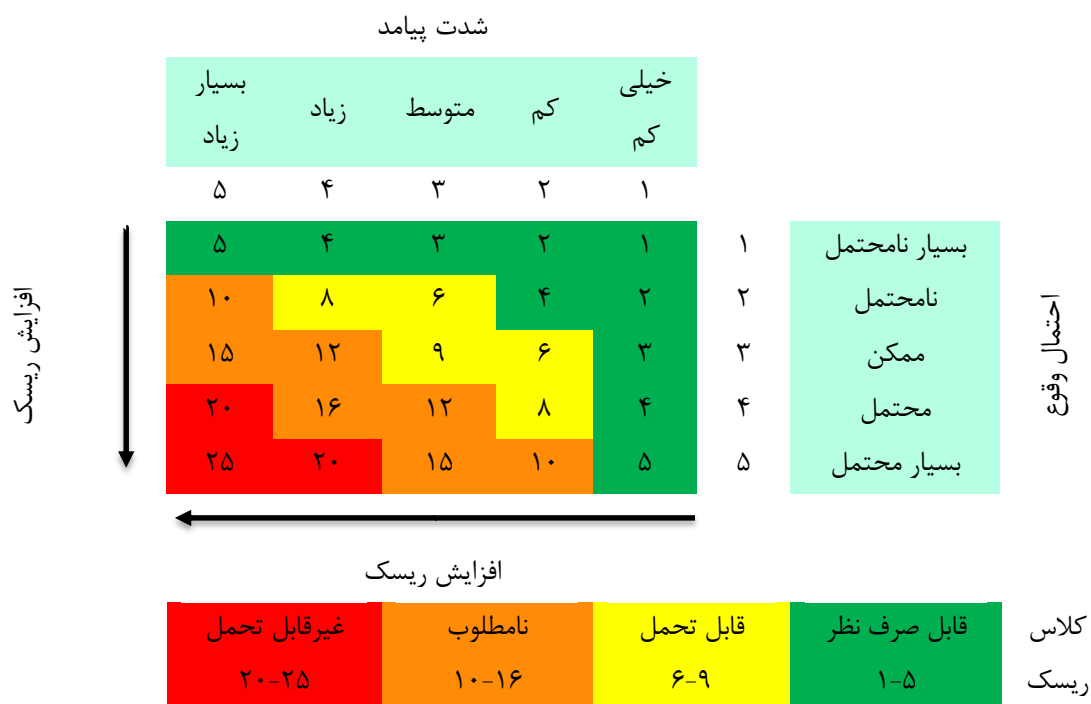 شدت پیامد
خیلی کم کم متوسط زیاد بسیار زیاد
۱ ۲ ۳ ۴ ۵
احتمال وقوع
بسیار نامحتمل ۱ ۱ ۲ ۳ ۴ ۵
نامحتمل ۲ ۲ ۴ ۶ ۸ ۱۰
ممکن ۳ ۳ ۶ ۹ ۱۲ ۱۵
محتمل ۴ ۴ ۸ ۱۲ ۱۶ ۲۰
بسیار محتمل ۵ ۵ ۱۰ ۱۵ ۲۰ ۲۵
افزایش ریسک
افزایش ریسک
کلاس قابل صرف نظر قابل تحمل نامطلوب غیرقابل تحمل
ریسک ۱-۵ ۶-۹ ۱۰-۱۶ ۲۰-۲۵